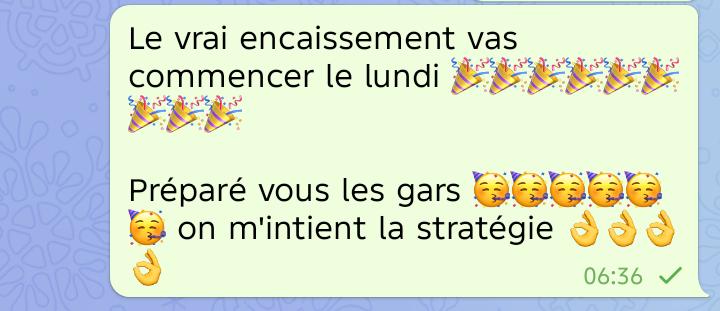 Le vrai encaissement vas
commencer le lundi 🎉🎉🎉🎉🎉🎉
🎉🎉🎉
Préparé vous les gars 🥳🥳🥳🥳🥳
🥳 on m'intient la stratégie 👌👌👌
👌
06:36